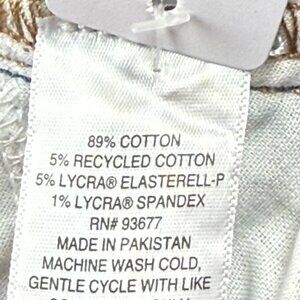 89% COTTON
5% RECYCLED COTTON
5% LYCRA® ELASTERELL-P
1% LYCRA® SPANDEX
RN# 93677
MADE IN PAKISTAN
MACHINE WASH COLD,
GENTLE CYCLE WITH LIKE